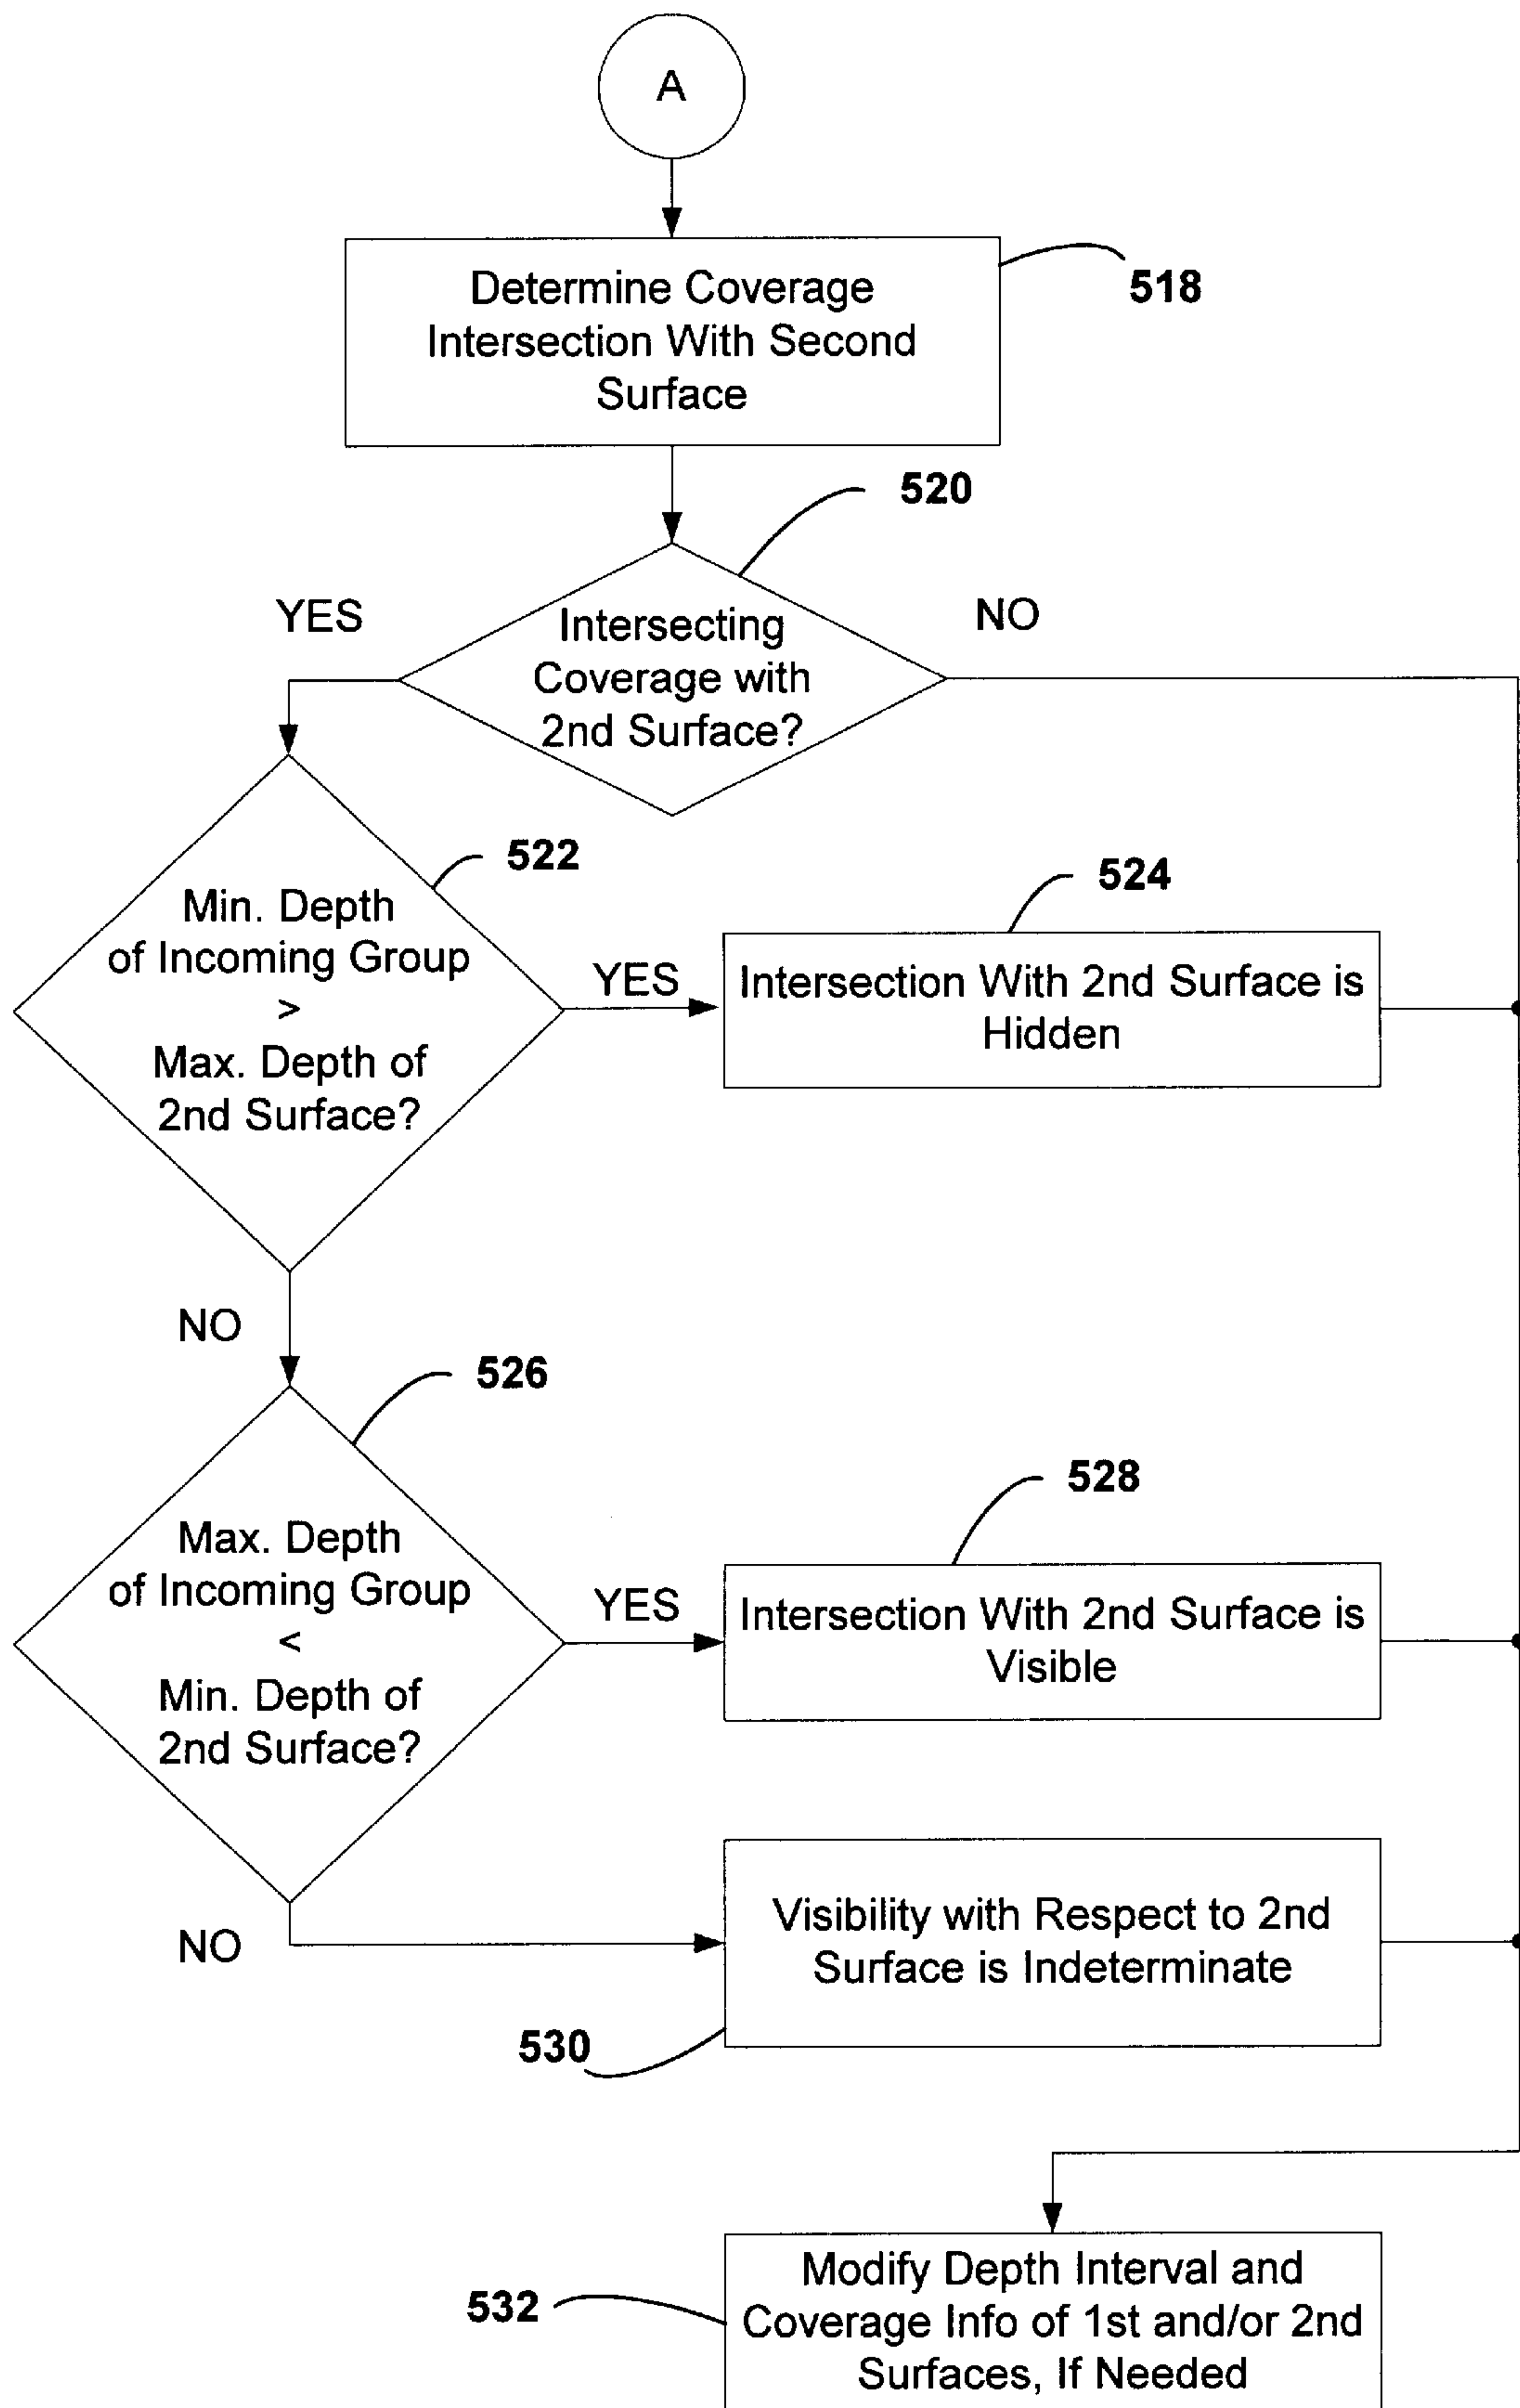 A
Determine Coverage
Intersection With Second
Surface
518
520
YES
NO
Intersecting
Coverage with
2nd Surface?
522
Min. Depth
of Incoming Group
>
Max. Depth of
2nd Surface?
YES
524
Intersection With 2nd Surface is
Hidden
NO
526
Max. Depth
of Incoming Group
<
Min. Depth of
2nd Surface?
YES
528
Intersection With 2nd Surface is
Visible
NO
Visibility with Respect to 2nd
Surface is Indeterminate
530
532
Modify Depth Interval and
Coverage Info of 1st and/or 2nd
Surfaces, If Needed